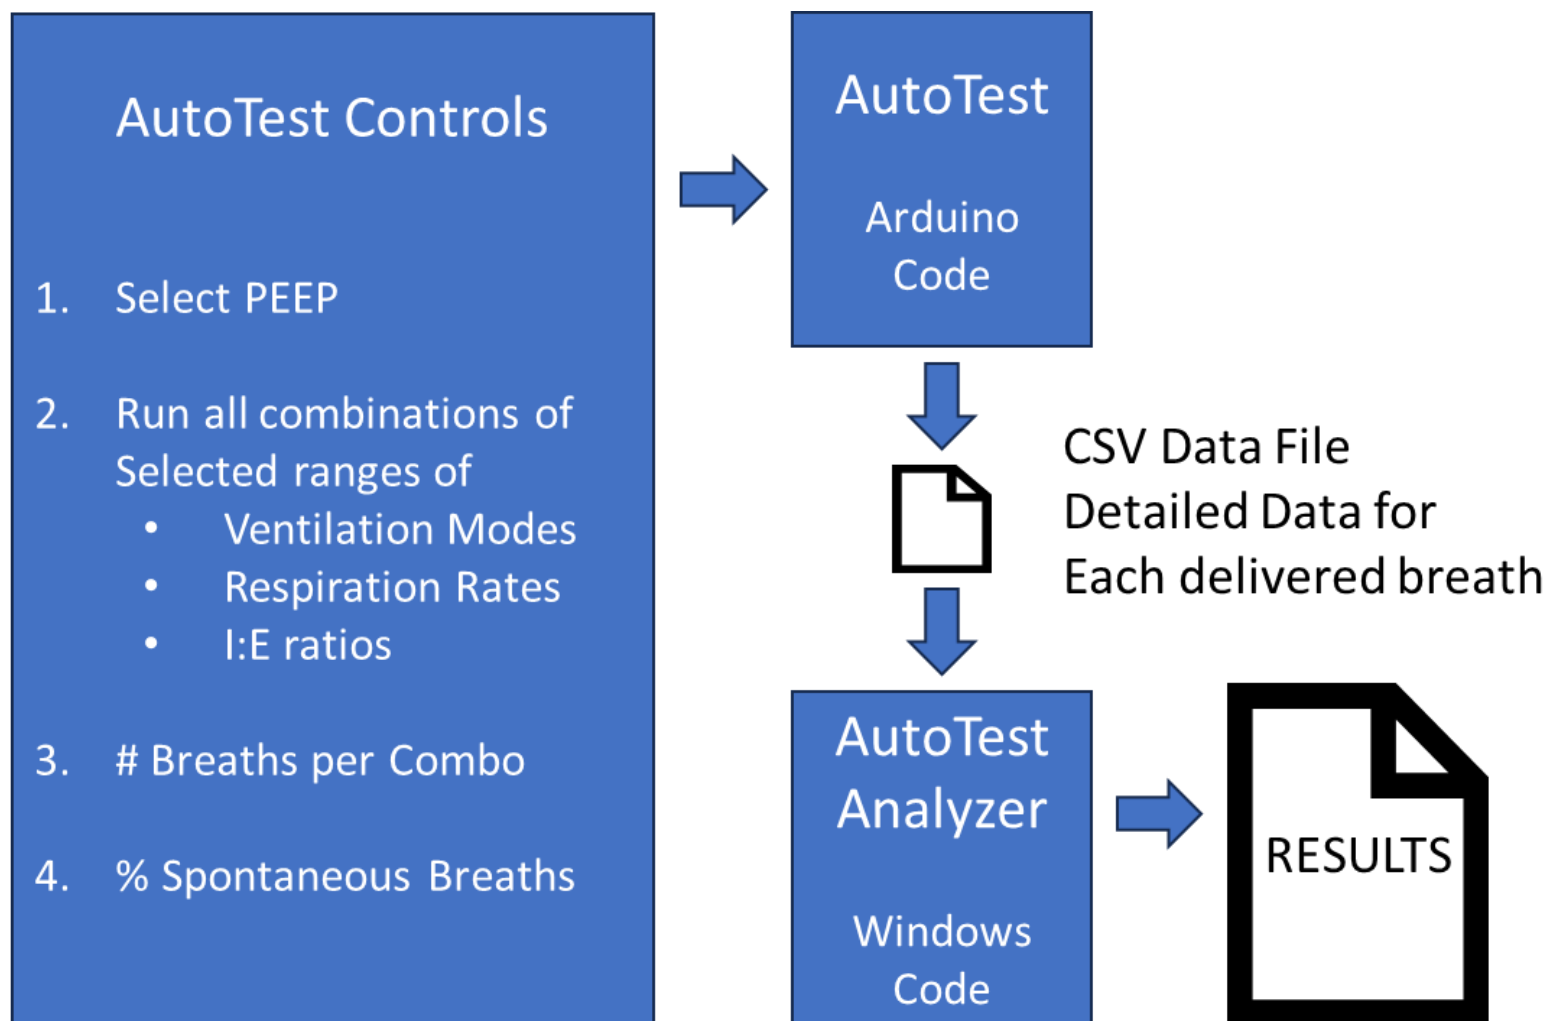 AutoTest Controls
1. Select PEEP
2. Run all combinations of
Selected ranges of
• Ventilation Modes
• Respiration Rates
• I:E ratios
3. # Breaths per Combo
4. % Spontaneous Breaths
AutoTest
Arduino
Code
CSV Data File
Detailed Data for
Each delivered breath
AutoTest
Analyzer
Windows
Code
RESULTS